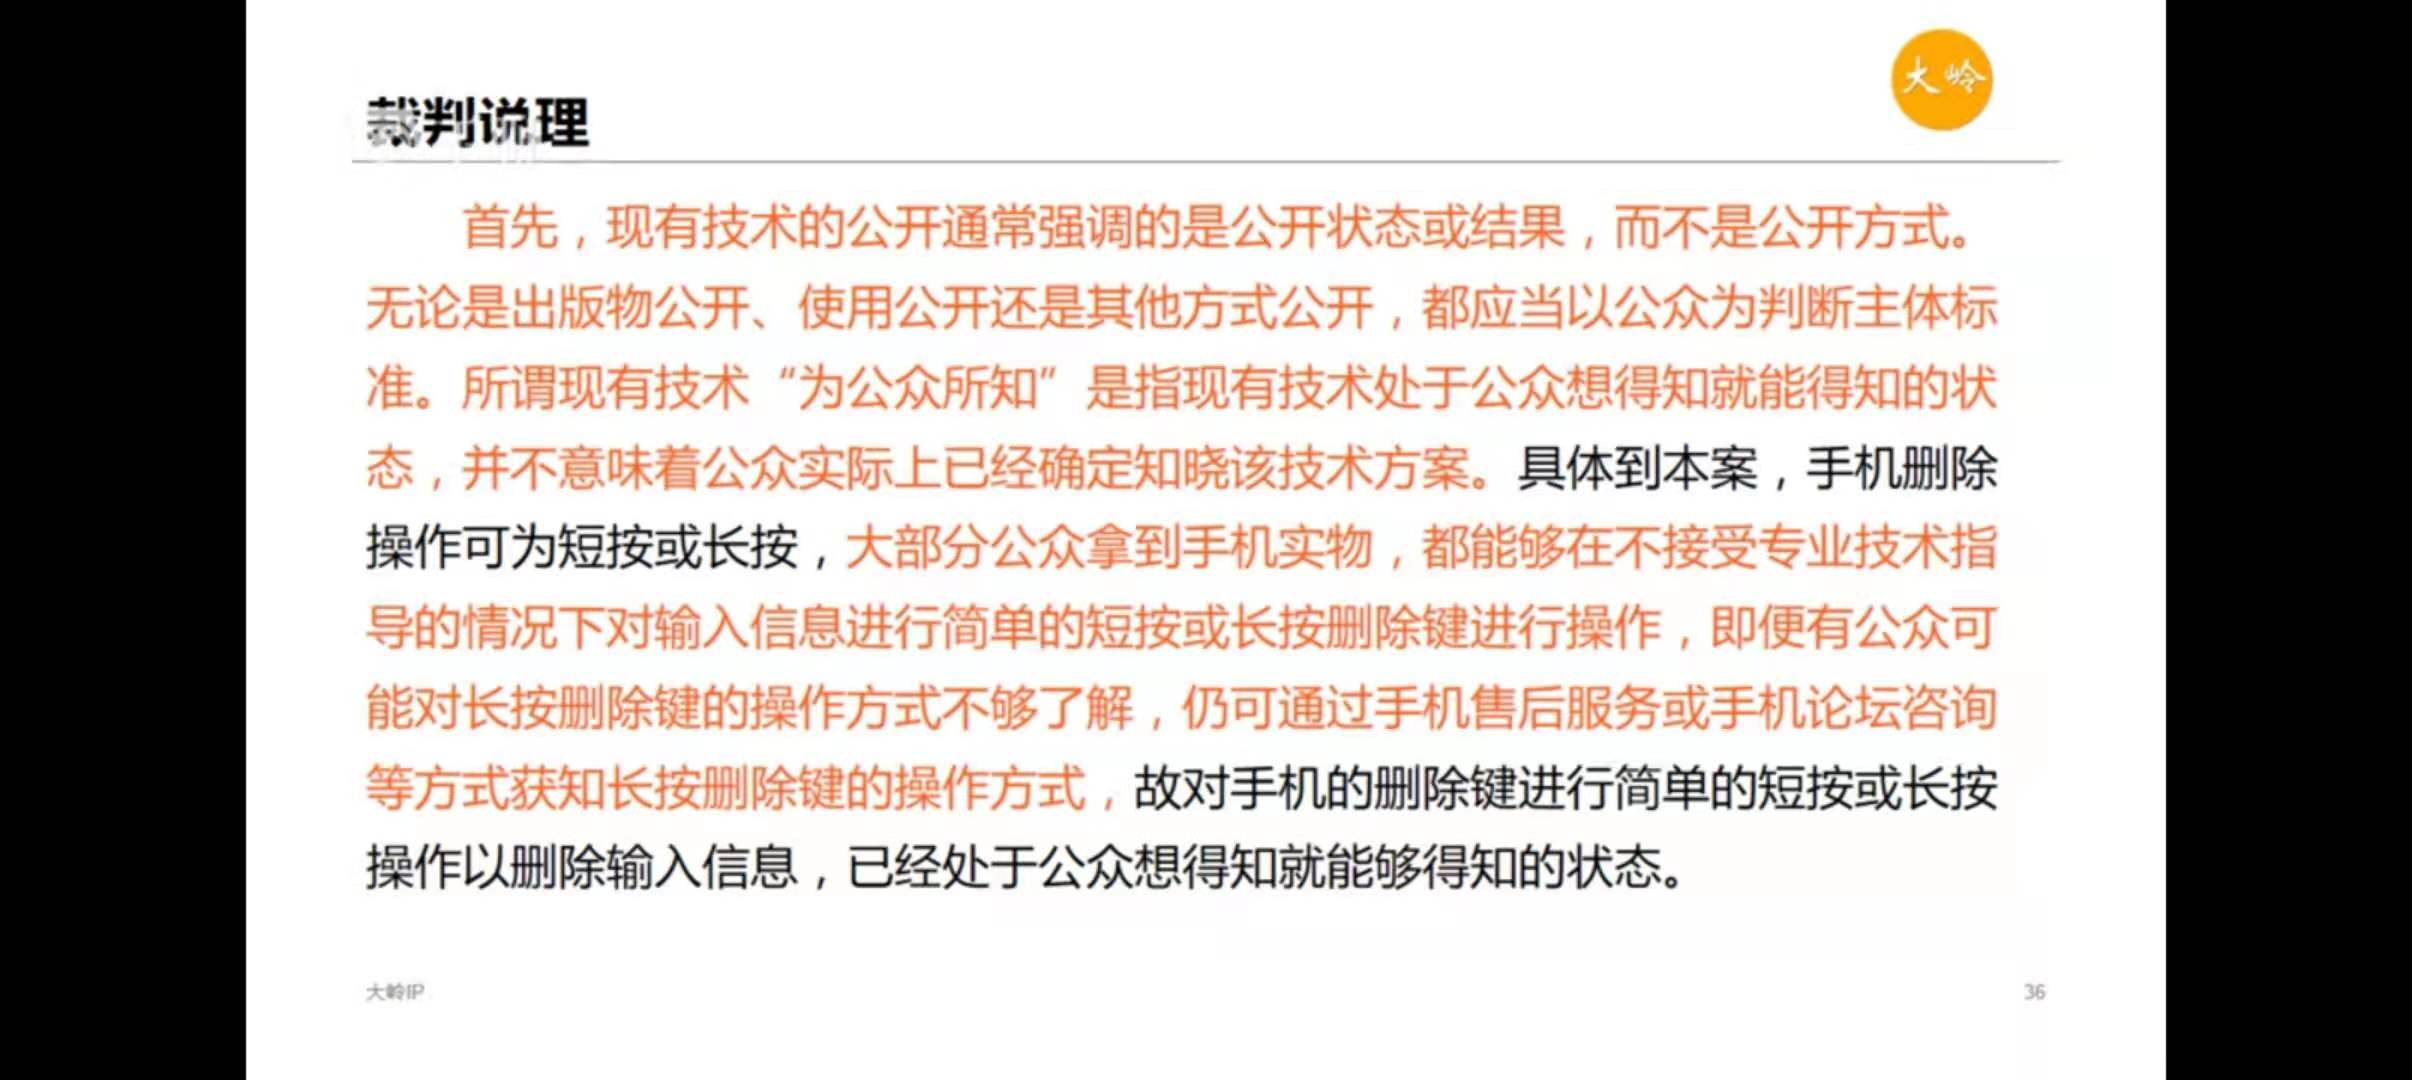 大岭
裁判说理
首先，现有技术的公开通常强调的是公开状态或结果，而不是公开方式。
无论是出版物公开、使用公开还是其他方式公开，都应当以公众为判断主体标
准。所谓现有技术“为公众所知”是指现有技术处于公众想得知就能得知的状
态，并不意味着公众实际上已经确定知晓该技术方案。具体到本案，手机删除
操作可为短按或长按，大部分公众拿到手机实物，都能够在不接受专业技术指
导的情况下对输入信息进行简单的短按或长按删除键进行操作，即便有公众可
能对长按删除键的操作方式不够了解，仍可通过手机售后服务或手机论坛咨询
等方式获知长按删除键的操作方式，故对手机的删除键进行简单的短按或长按
操作以删除输入信息，已经处于公众想得知就能够得知的状态。
大岭IP
36